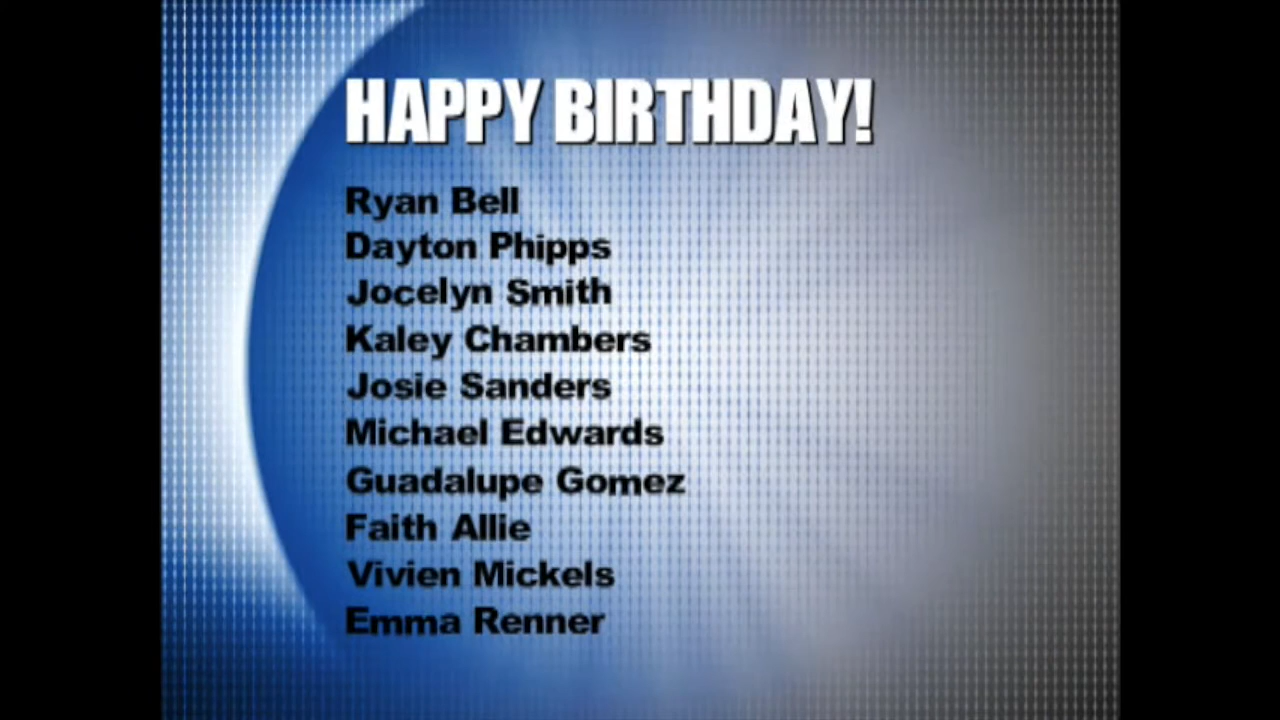 HAPPY BIRTHDAY!
Ryan Bell
Dayton Phipps
Jocelyn Smith
Kaley Chambers
Josie Sanders
Michael Edwards
Guadalupe Gomez
Faith Allie
Vivien Mickels
Emma Renner